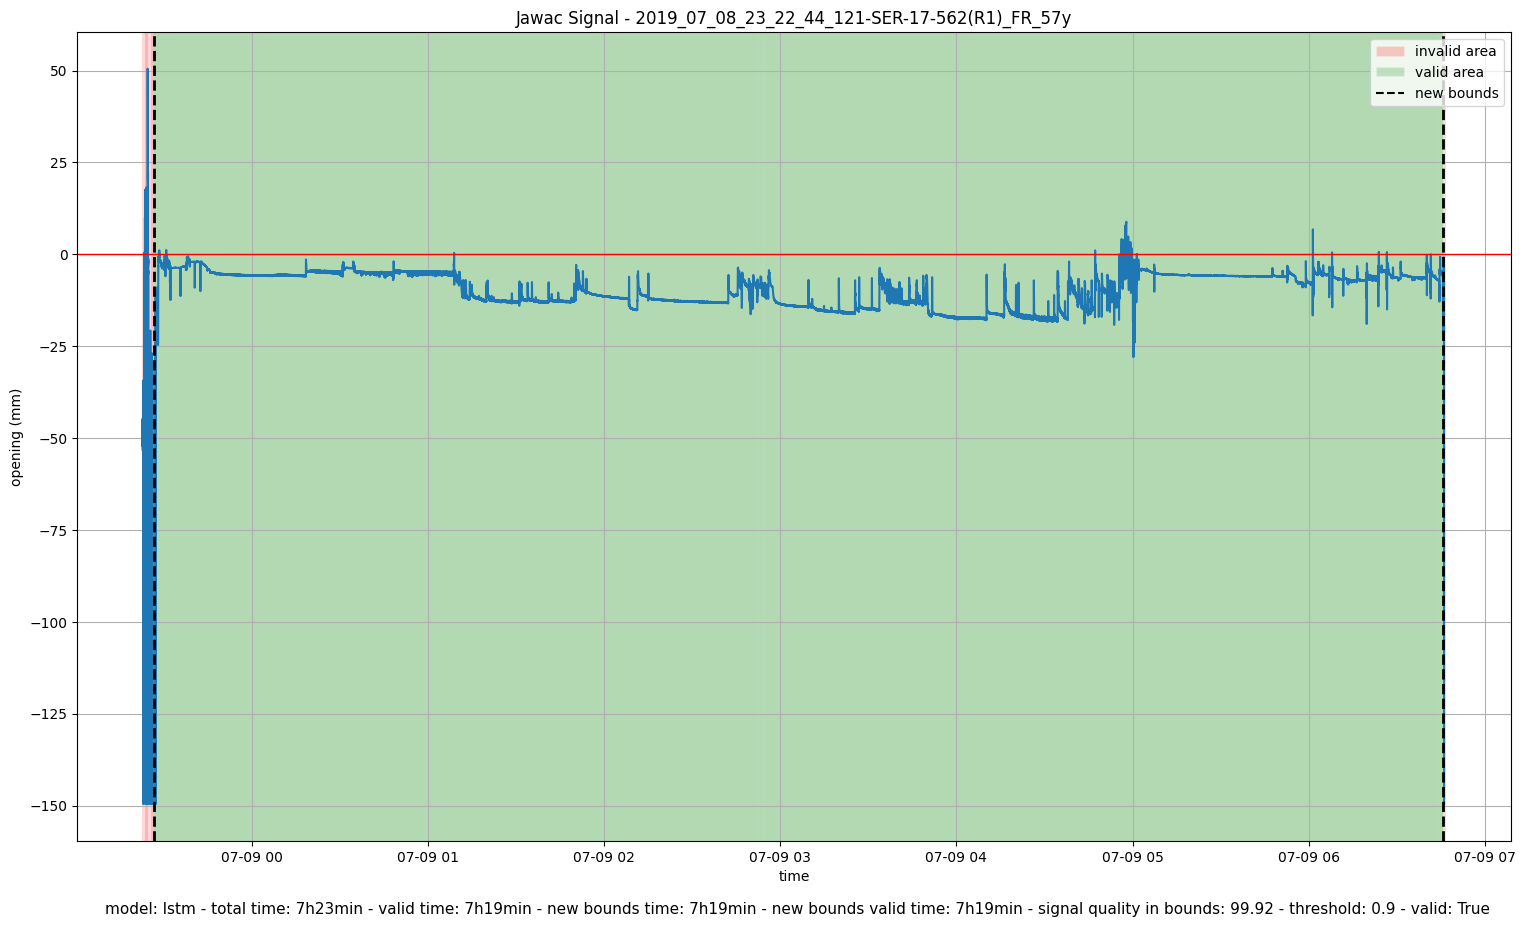 Jawac Signal - 2019_07_08_23_22_44_121-SER-17-562(R1)_FR_57y
invalid area
valid area
new bounds
50
25
0
−25
−50
−75
−100
−125
−150
opening (mm)
07-09 00
07-09 01
07-09 02
07-09 03
07-09 04
07-09 05
07-09 06
07-09 07
time
model: lstm - total time: 7h23min - valid time: 7h19min - new bounds time: 7h19min - new bounds valid time: 7h19min - signal quality in bounds: 99.92 - threshold: 0.9 - valid: True